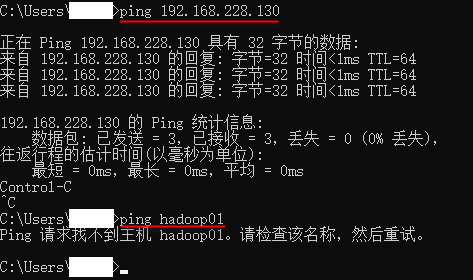 C:\Users\>ping 192.168.228.130
正在 Ping 192.168.228.130 具有 32 字节的数据:
来自 192.168.228.130 的回复: 字节=32 时间<1ms TTL=64
来自 192.168.228.130 的回复: 字节=32 时间<1ms TTL=64
来自 192.168.228.130 的回复: 字节=32 时间<1ms TTL=64
192.168.228.130 的 Ping 统计信息:
数据包: 已发送 = 3，已接收 = 3，丢失 = 0 (0% 丢失)，
往返行程的估计时间(以毫秒为单位):
最短 = 0ms，最长 = 0ms，平均 = 0ms
Control-C
^C
C:\Users\>ping hadoop01
Ping 请求找不到主机 hadoop01。请检查该名称，然后重试。
C:\Users\>